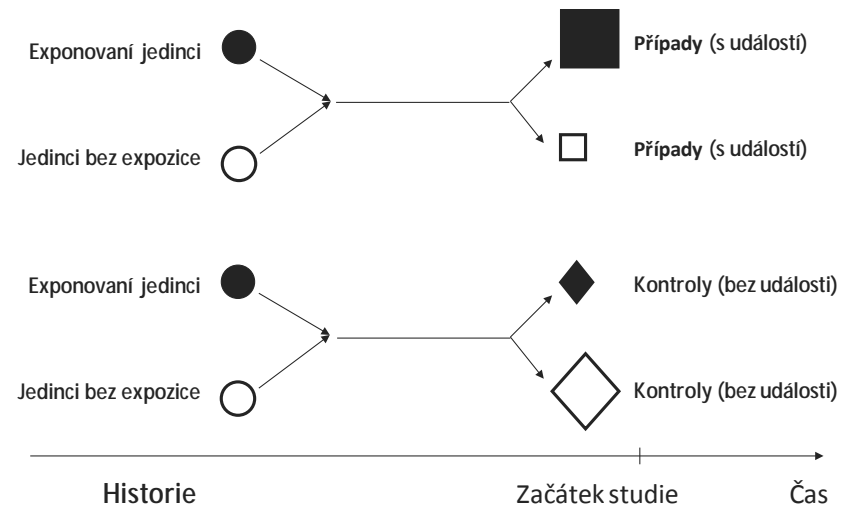 Exponovaní jedinci
Případy (s událostí)
Jedinci bez expozice
Případy (s událostí)
Exponovaní jedinci
Kontroly (bez události)
Jedinci bez expozice
Kontroly (bez události)
Historie
Začátek studie
Čas